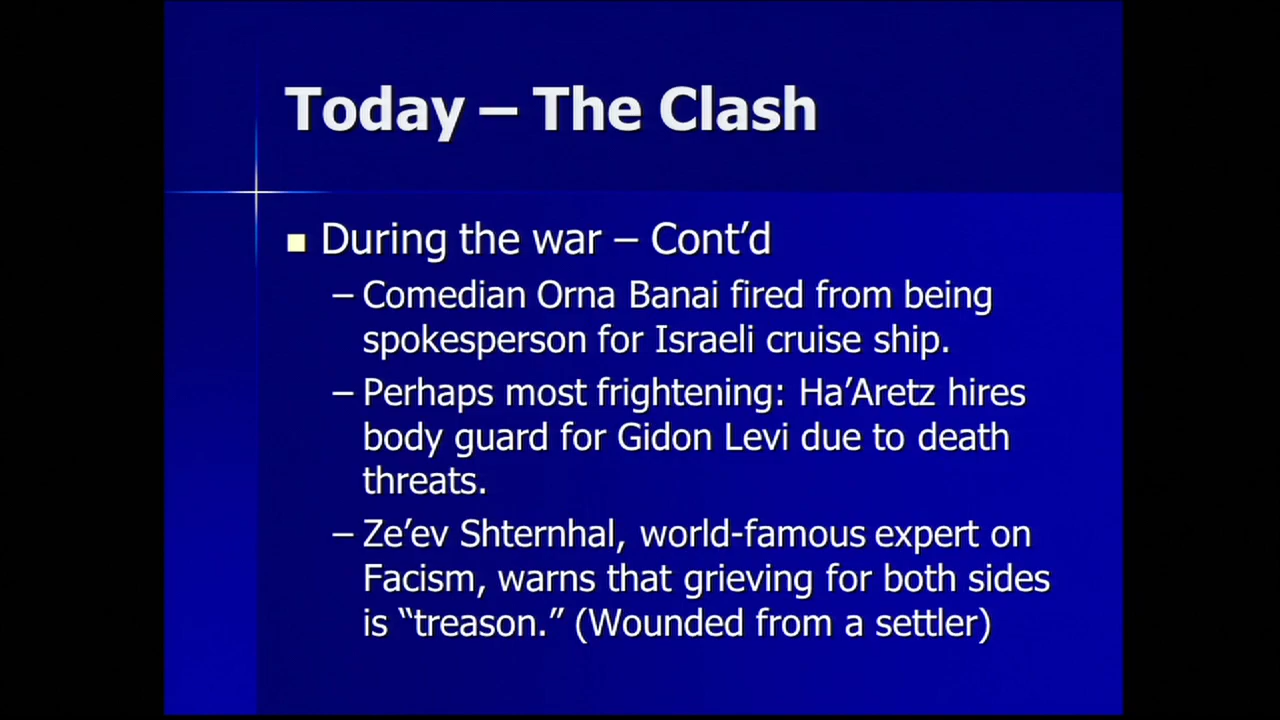 Today – The Clash
During the war – Cont’d
– Comedian Orna Banai fired from being
spokesperson for Israeli cruise ship.
– Perhaps most frightening: Ha’Aretz hires
body guard for Gidon Levi due to death
threats.
– Ze’ev Shternhal, world-famous expert on
Facism, warns that grieving for both sides
is “treason.” (Wounded from a settler)